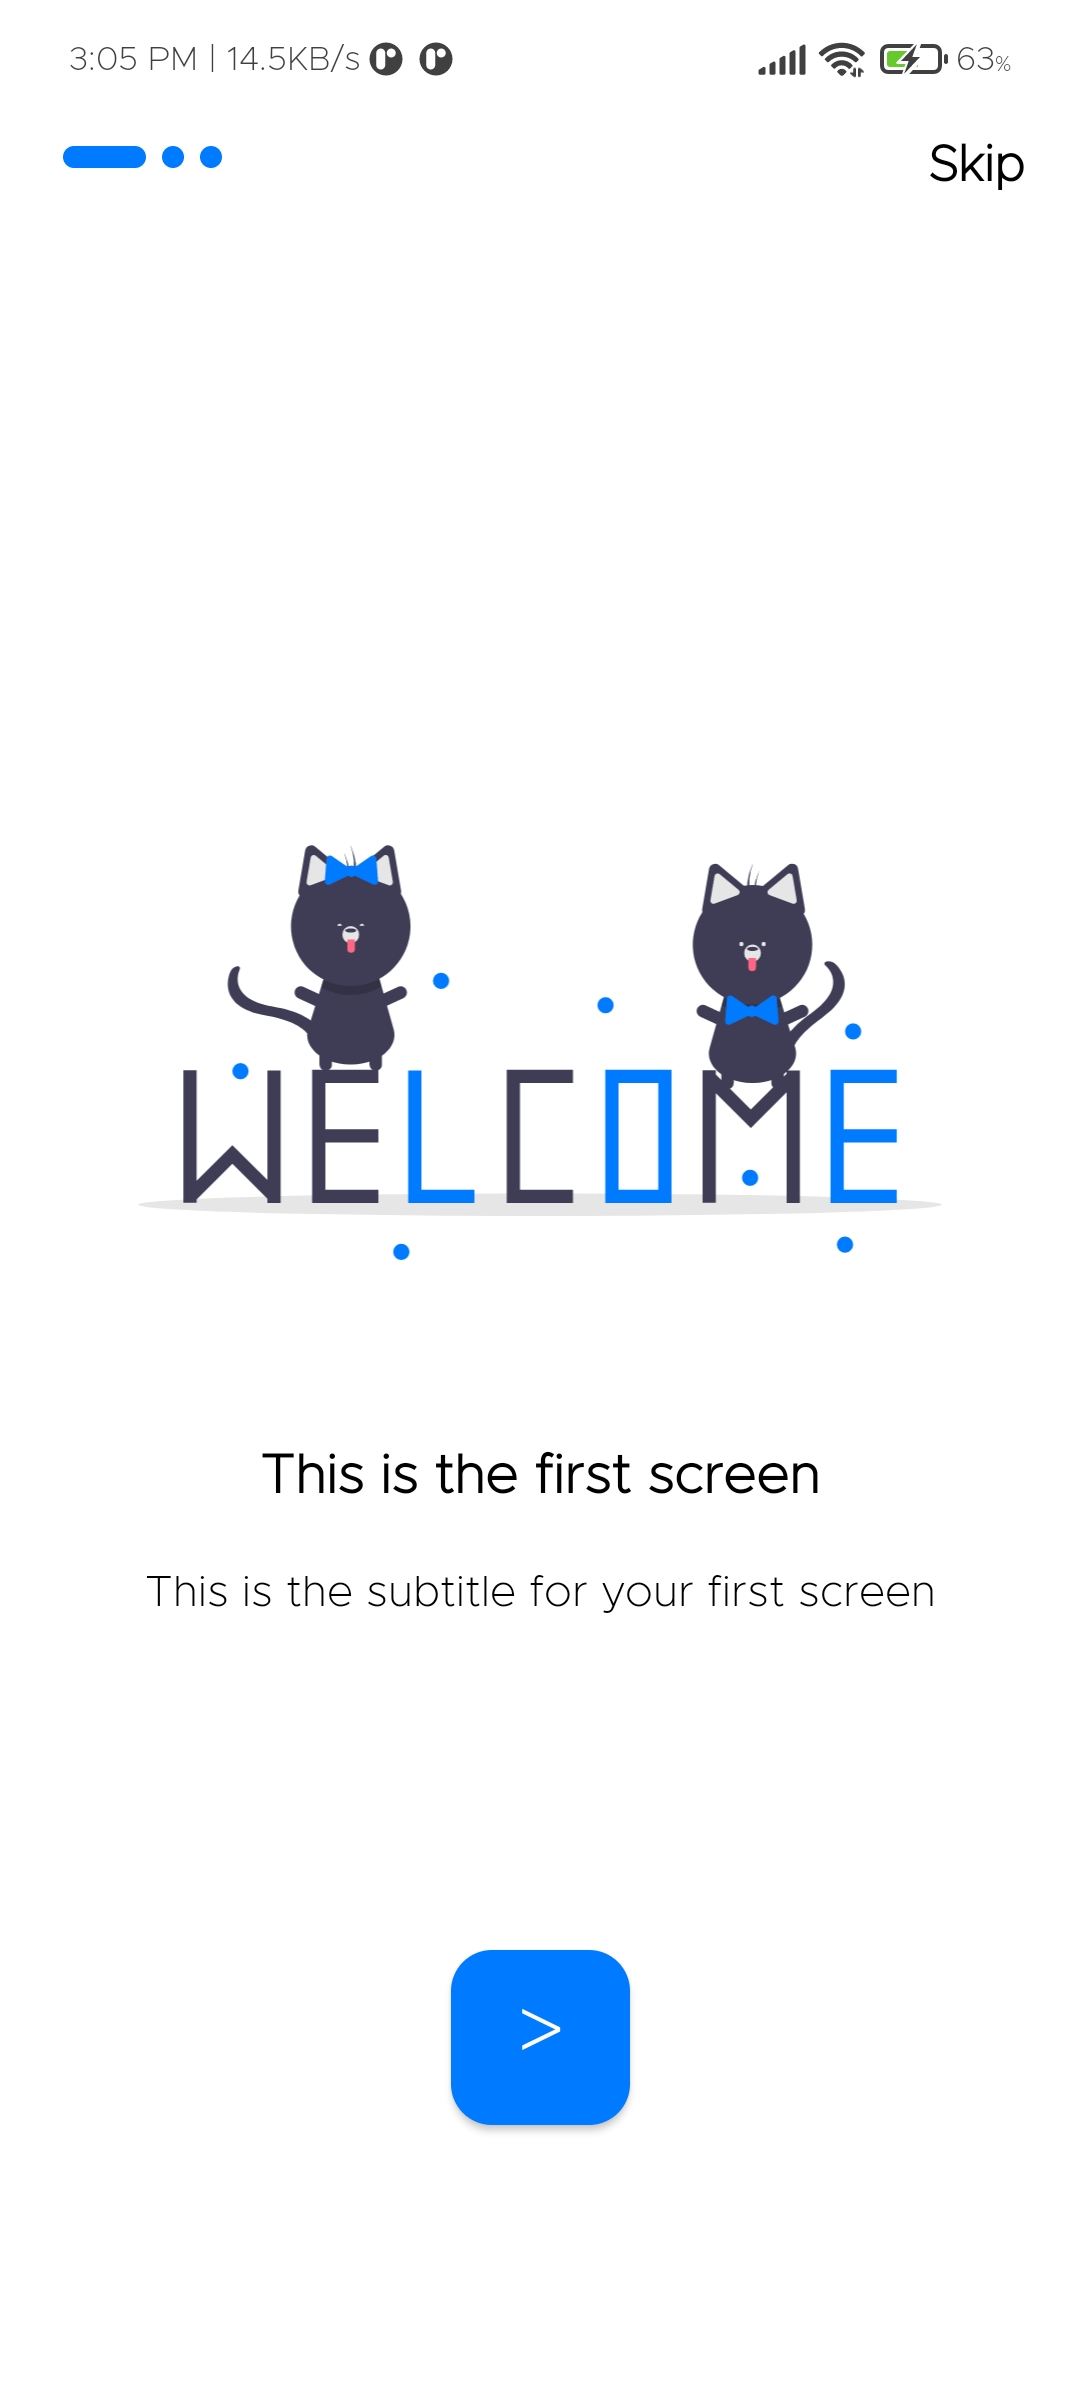 3:05 PM | 14.5KB/s 63%
Skip
WELCOME
This is the first screen
This is the subtitle for your first screen
>